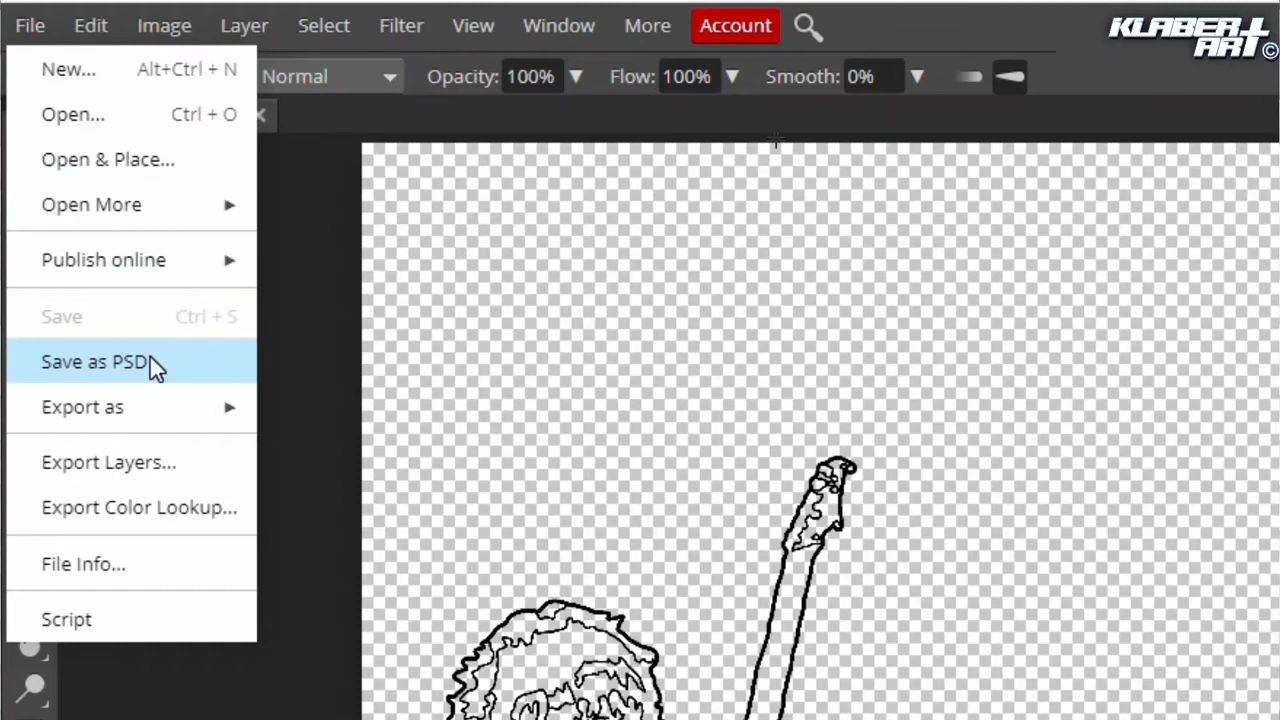 File Edit Image Layer Select Filter View Window More Account
KLABER ART ©
New... Alt+Ctrl + N
Normal Opacity: 100% Flow: 100% Smooth: 0%
Open... Ctrl + O
Open & Place...
Open More
Publish online
Save Ctrl + S
Save as PSD
Export as
Export Layers...
Export Color Lookup...
File Info...
Script